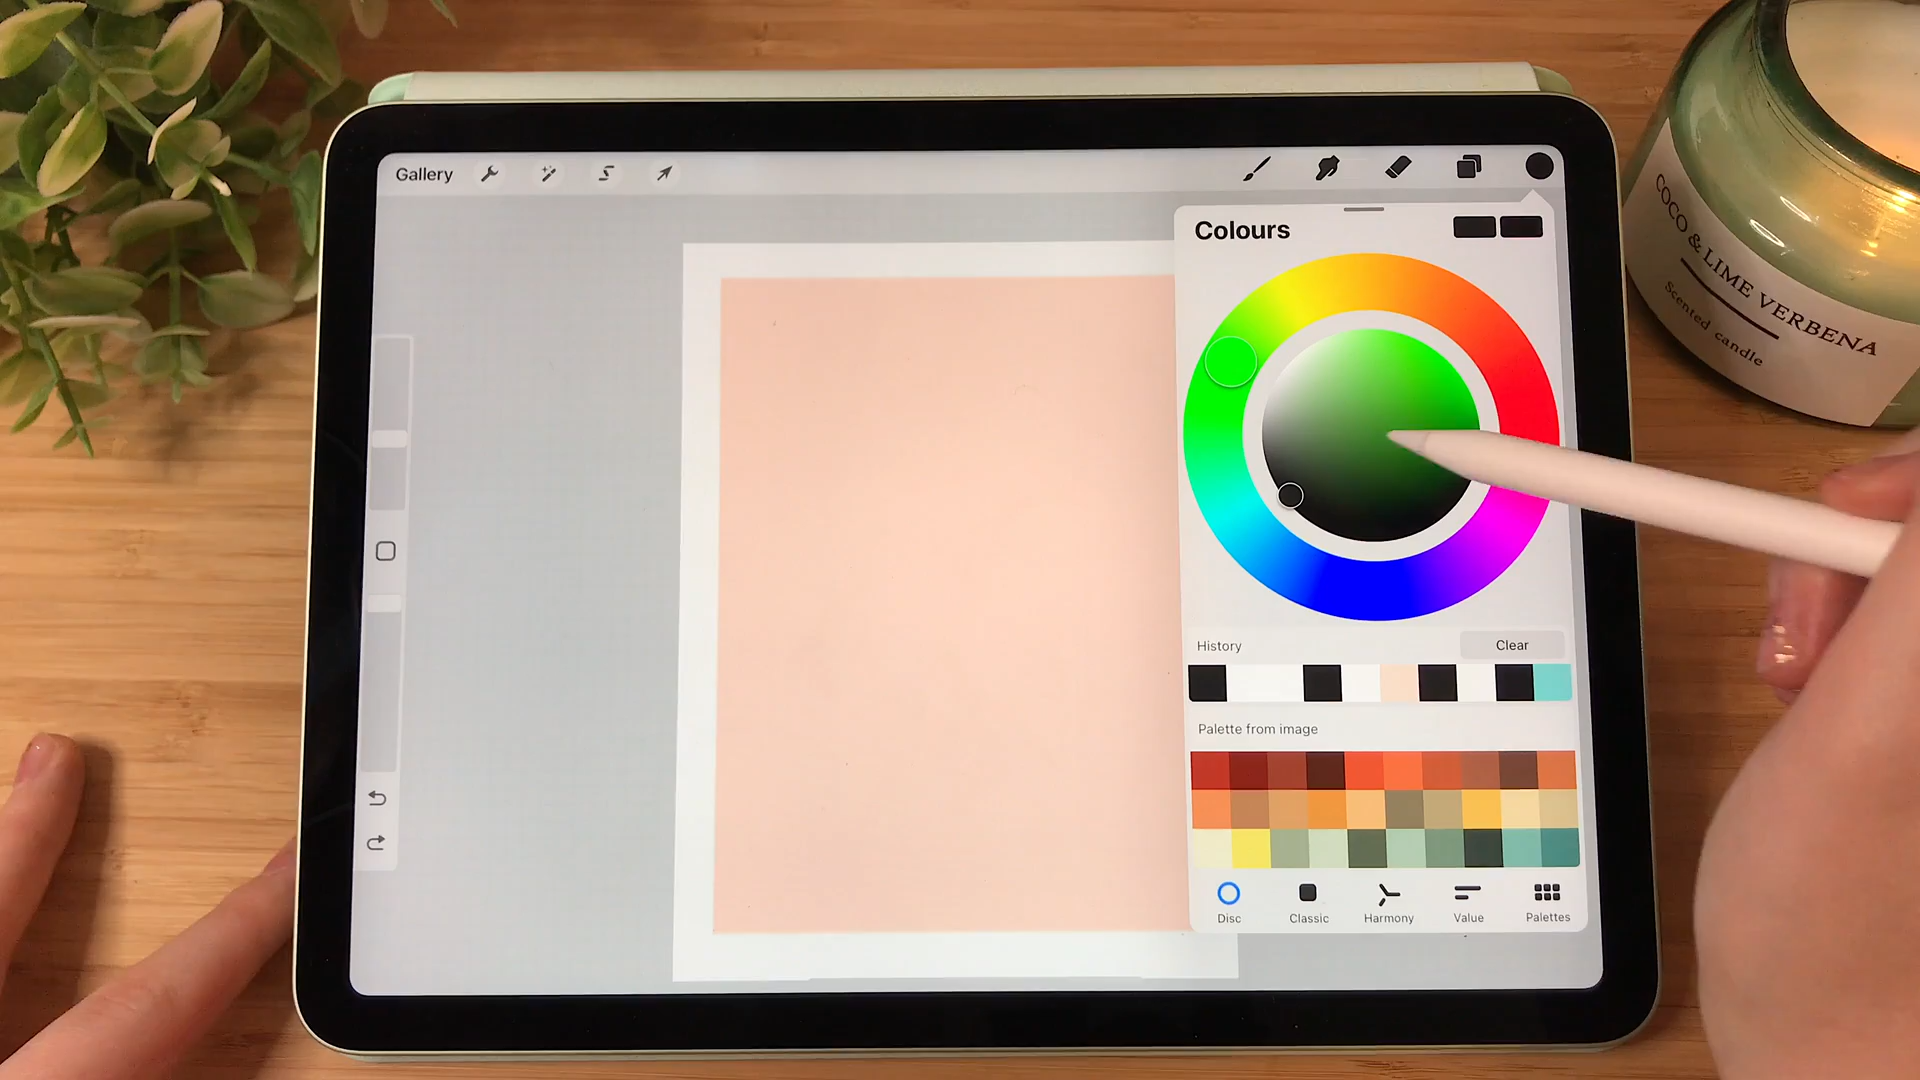 Gallery
Colours
History
Clear
Palette from image
Disc
Classic
Harmony
Value
Palettes
COCO & LIME VERBENA
Scented candle